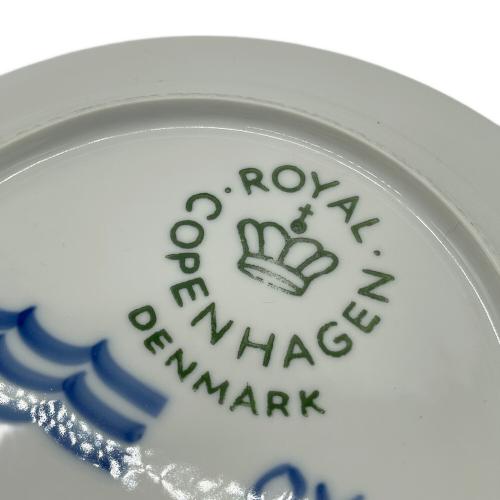 · ROYAL ·
COPENHAGEN
DENMARK